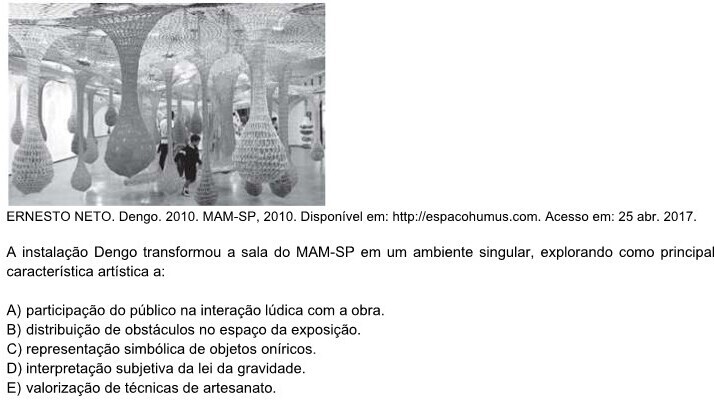 ERNESTO NETO. Dengo. 2010. MAM-SP, 2010. Disponível em: http://espacohumus.com. Acesso em: 25 abr. 2017.
A instalação Dengo transformou a sala do MAM-SP em um ambiente singular, explorando como principal
característica artística a:
A) participação do público na interação lúdica com a obra.
B) distribuição de obstáculos no espaço da exposição.
C) representação simbólica de objetos oníricos.
D) interpretação subjetiva da lei da gravidade.
E) valorização de técnicas de artesanato.